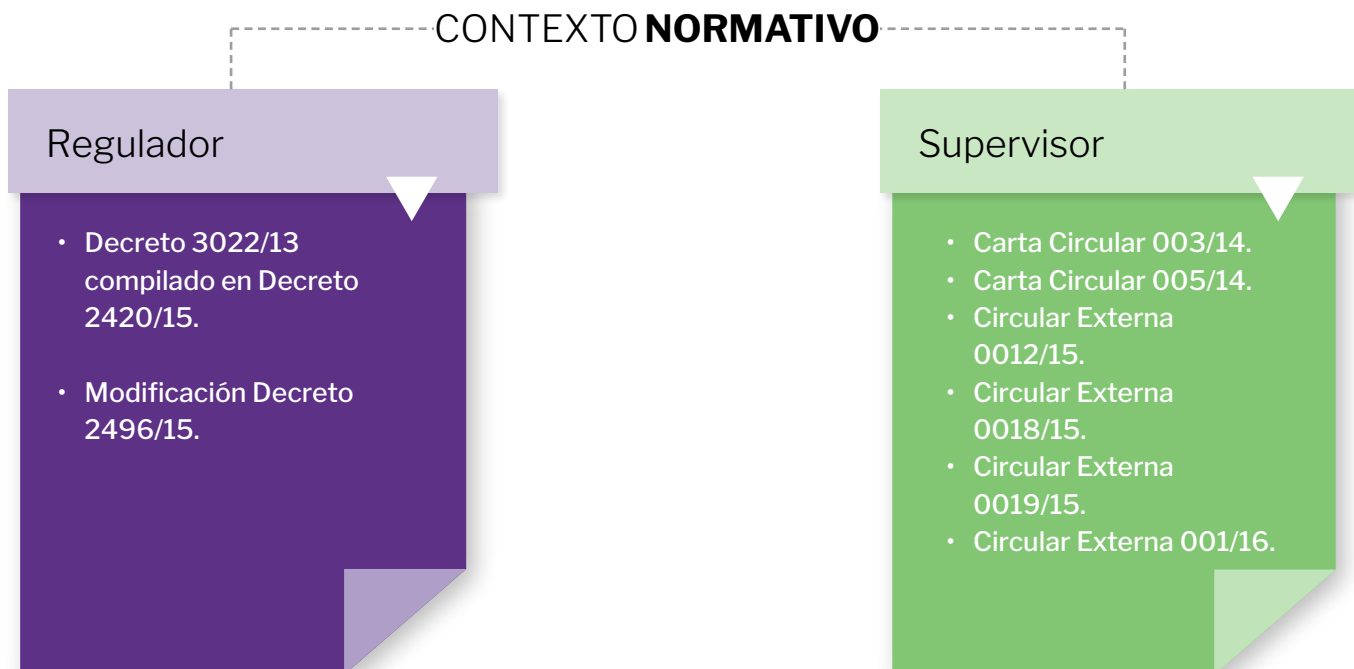 CONTEXTO NORMATIVO
Regulador
• Decreto 3022/13
compilado en Decreto
2420/15.
• Modificación Decreto
2496/15.
Supervisor
• Carta Circular 003/14.
• Carta Circular 005/14.
• Circular Externa
0012/15.
• Circular Externa
0018/15.
• Circular Externa
0019/15.
• Circular Externa 001/16.